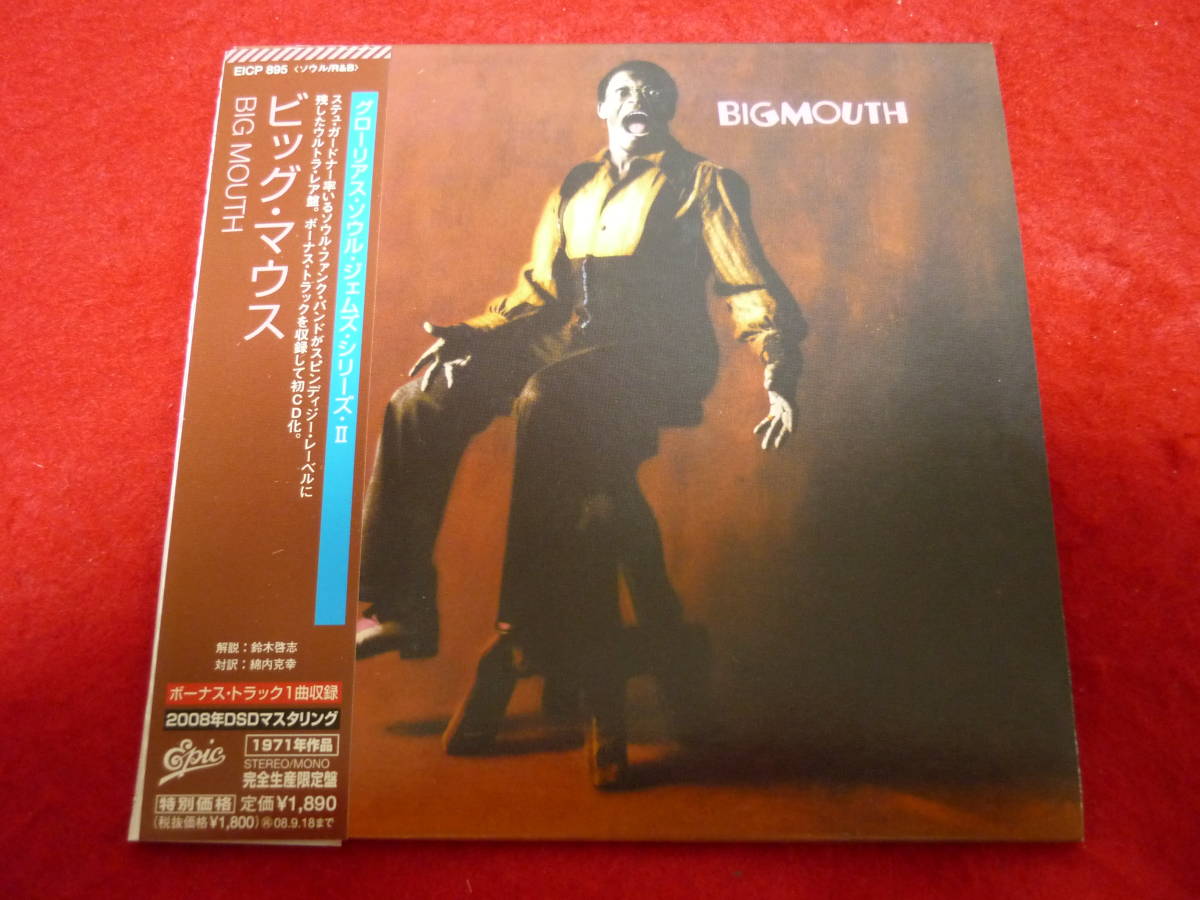 EICP 895 〈ソウル/R&B〉
グローリアス・ソウル・ジェムズ・シリーズ・II
ステュ・ガードナー率いるソウル・ファンク・バンドがスピンディジー・レーベルに
残したウルトラ・レア盤。ボーナス・トラックを収録して初CD化。
ビッグ・マウス
BIG MOUTH
解説：鈴木啓志
対訳：綿内克幸
ボーナス・トラック1曲収録
2008年DSDマスタリング
Epic
1971年作品
STEREO/MONO
完全生産限定盤
特別価格 定価¥1,890
(税抜価格¥1,800)Ⓡ08.9.18まで
BIGMOUTH